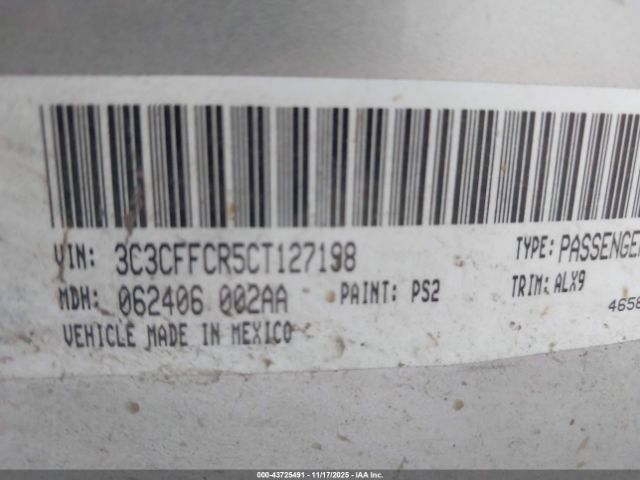 VIN: 3C3CFFCR5CT127198 TYPE: PASSENGER
MDH: 062406 002AA PAINT: PS2 TRIM: ALX9
VEHICLE MADE IN MEXICO 4658
000-43725491 - 11/17/2025 - IAA Inc.